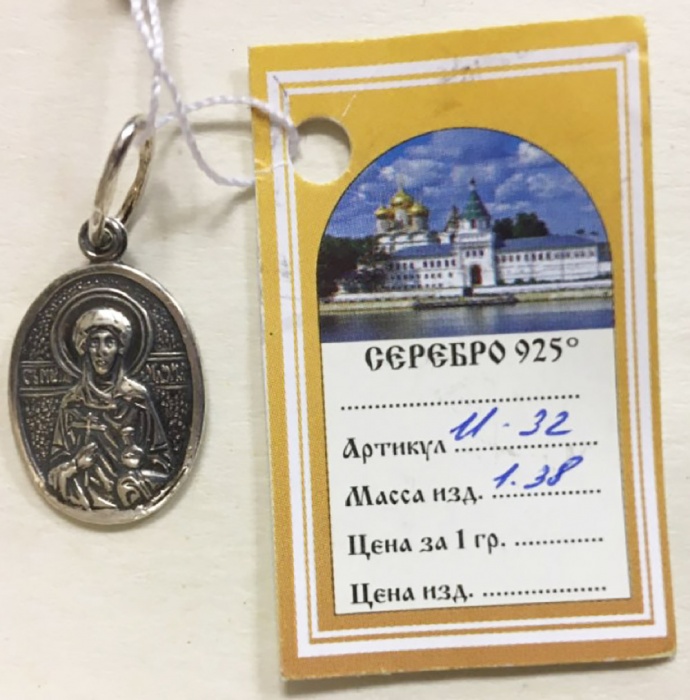 СЕРЕБРО 925°
Артикул И-32
Масса изд. 1.38
Цена за 1 гр.
Цена изд.